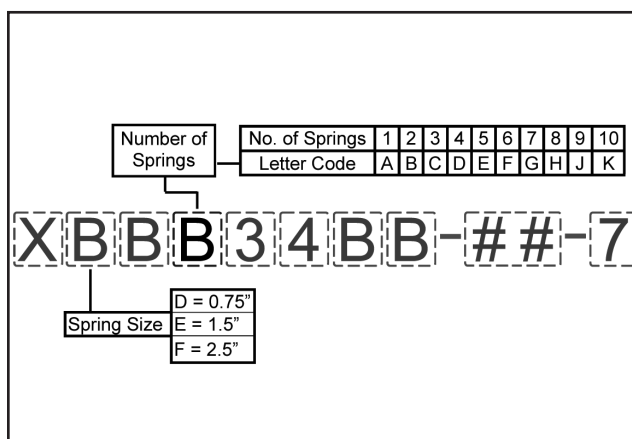 Number of
Springs
No. of Springs 1 2 3 4 5 6 7 8 9 10
Letter Code A B C D E F G H J K
XBBB34BB-##-7
Spring Size
D = 0.75”
E = 1.5”
F = 2.5”